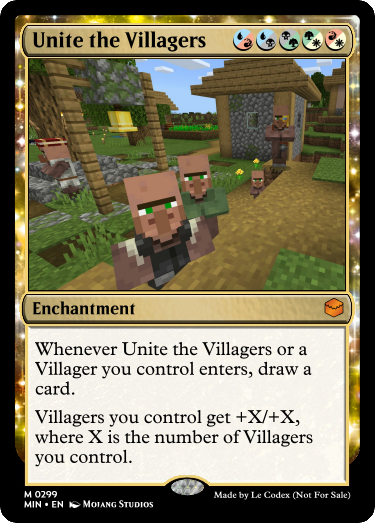 Unite the Villagers
Enchantment
Whenever Unite the Villagers or a
Villager you control enters, draw a
card.
Villagers you control get +X/+X,
where X is the number of Villagers
you control.
M 0299
MIN • EN Mojang Studios
Made by Le Codex (Not For Sale)